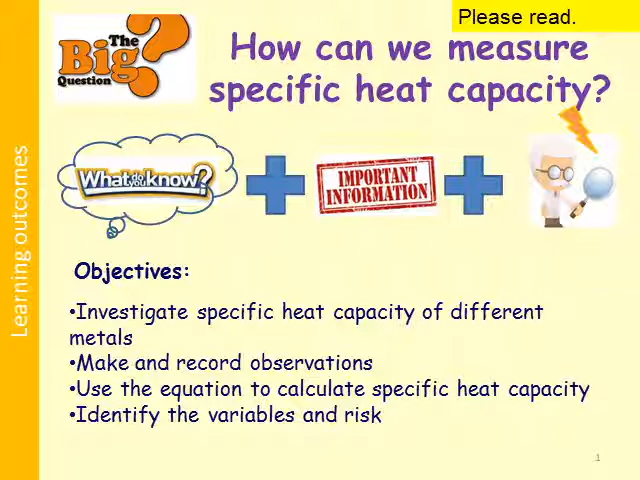 Please read.
The
Big
Question
How can we measure
specific heat capacity?
Learning outcomes
What do you know?
IMPORTANT
INFORMATION
Objectives:
•Investigate specific heat capacity of different
metals
•Make and record observations
•Use the equation to calculate specific heat capacity
•Identify the variables and risk
1